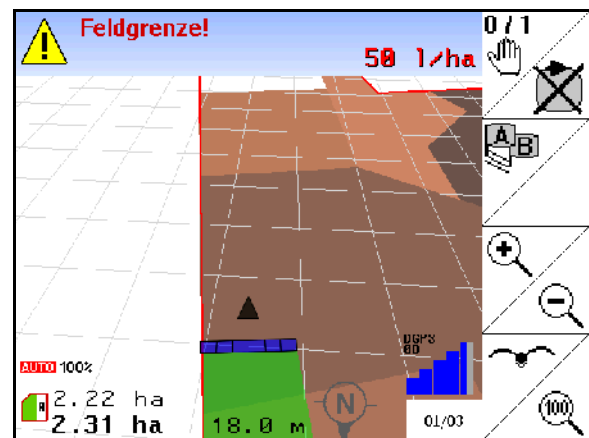 Feldgrenze!
50 l/ha
0 / 1
A B
DGPS
AUTO 100%
2.22 ha
2.31 ha
18.0 m
N
01/03
100